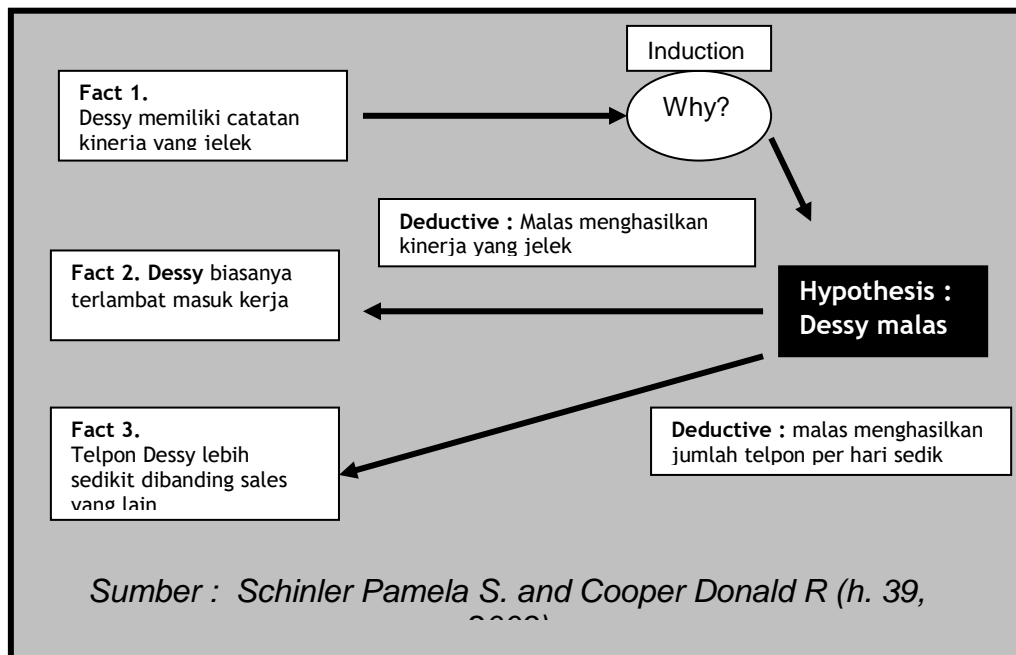 Induction
Why?
Fact 1.
Dessy memiliki catatan
kinerja yang jelek
Deductive : Malas menghasilkan
kinerja yang jelek
Fact 2. Dessy biasanya
terlambat masuk kerja
Hypothesis :
Dessy malas
Fact 3.
Telpon Dessy lebih
sedikit dibanding sales
yang lain
Deductive : malas menghasilkan
jumlah telpon per hari sedik
Sumber : Schinler Pamela S. and Cooper Donald R (h. 39,